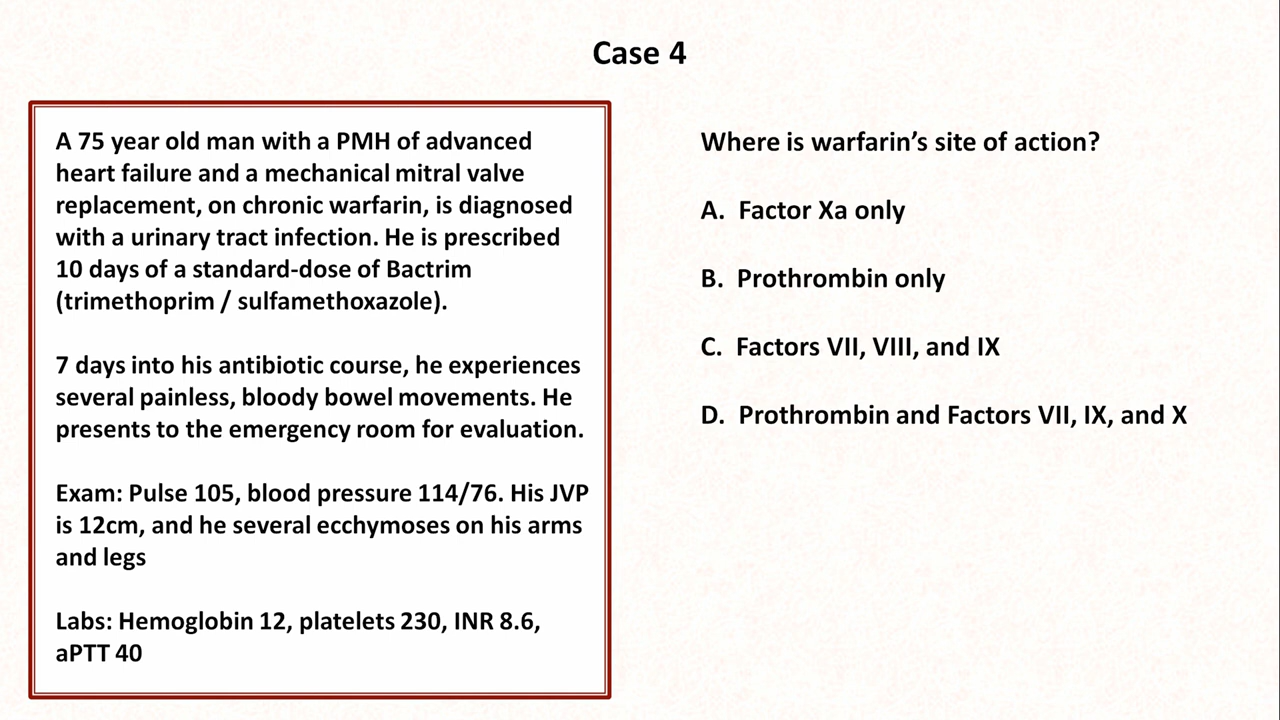 Case 4
A 75 year old man with a PMH of advanced
heart failure and a mechanical mitral valve
replacement, on chronic warfarin, is diagnosed
with a urinary tract infection. He is prescribed
10 days of a standard-dose of Bactrim
(trimethoprim / sulfamethoxazole).
7 days into his antibiotic course, he experiences
several painless, bloody bowel movements. He
presents to the emergency room for evaluation.
Exam: Pulse 105, blood pressure 114/76. His JVP
is 12cm, and he several ecchymoses on his arms
and legs
Labs: Hemoglobin 12, platelets 230, INR 8.6,
aPTT 40
Where is warfarin’s site of action?
A. Factor Xa only
B. Prothrombin only
C. Factors VII, VIII, and IX
D. Prothrombin and Factors VII, IX, and X